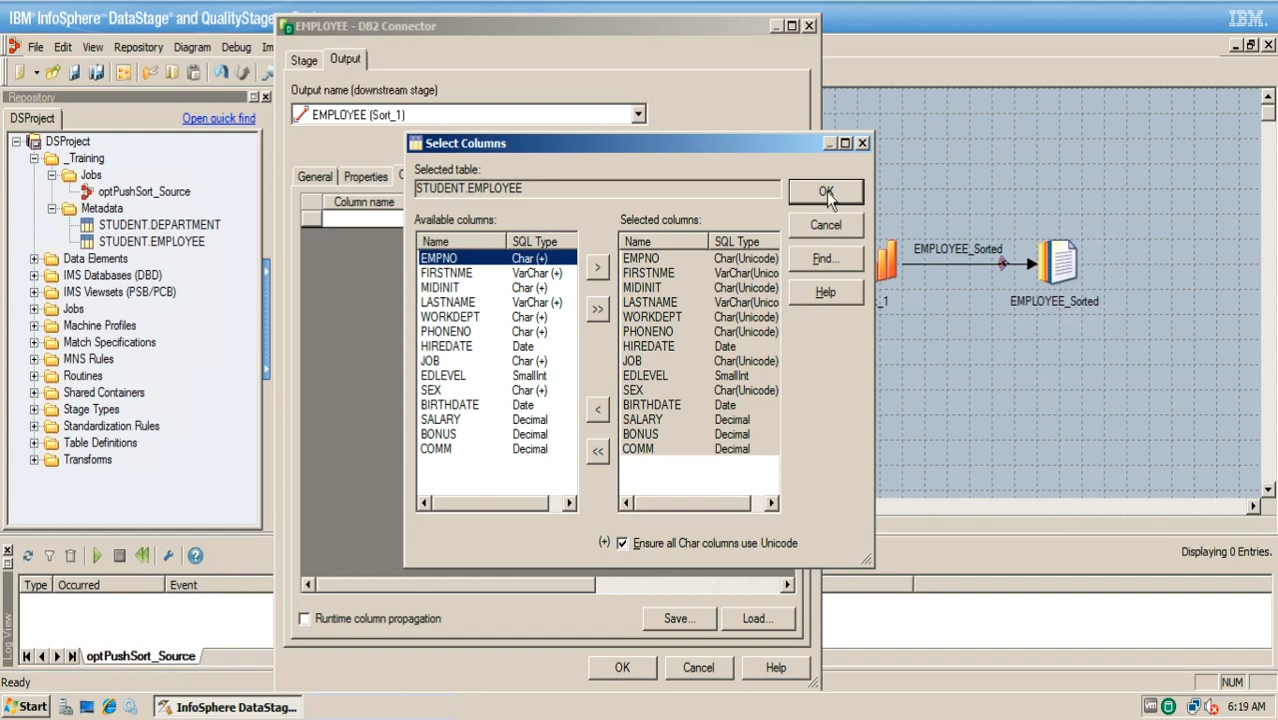 IBM® InfoSphere DataStage® and QualityStage
IBM.
EMPLOYEE - DB2 Connector
File Edit View Repository Diagram Debug Im
Stage Output
Output name (downstream stage)
EMPLOYEE (Sort_1)
Repository
DSProject
Open quick find
DSProject
_Training
Jobs
optPushSort_Source
Metadata
STUDENT.DEPARTMENT
STUDENT.EMPLOYEE
Data Elements
IMS Databases (DBD)
IMS Viewsets (PSB/PCB)
Jobs
Machine Profiles
Match Specifications
MNS Rules
Routines
Shared Containers
Stage Types
Standardization Rules
Table Definitions
Transforms
General Properties C
Column name
Select Columns
Selected table:
STUDENT.EMPLOYEE
OK
Cancel
Find...
Help
Available columns:
Name SQL Type
EMPNO Char (+)
FIRSTNME VarChar (+)
MIDINIT Char (+)
LASTNAME VarChar (+)
WORKDEPT Char (+)
PHONENO Char (+)
HIREDATE Date
JOB Char (+)
EDLEVEL SmallInt
SEX Char (+)
BIRTHDATE Date
SALARY Decimal
BONUS Decimal
COMM Decimal
>
>>
<
<<
Selected columns:
Name SQL Type
EMPNO Char(Unicode)
FIRSTNME VarChar(Unico
MIDINIT Char(Unicode)
LASTNAME VarChar(Unico
WORKDEPT Char(Unicode)
PHONENO Char(Unicode)
HIREDATE Date
JOB Char(Unicode)
EDLEVEL SmallInt
SEX Char(Unicode)
BIRTHDATE Date
SALARY Decimal
BONUS Decimal
COMM Decimal
(+) Ensure all Char columns use Unicode
EMPLOYEE_Sorted
_1
EMPLOYEE_Sorted
Runtime column propagation
Save... Load...
OK Cancel Help
Displaying 0 Entries.
Type Occurred Event
Log View
optPushSort_Source
Ready
NUM
Start
InfoSphere DataStag...
6:19 AM